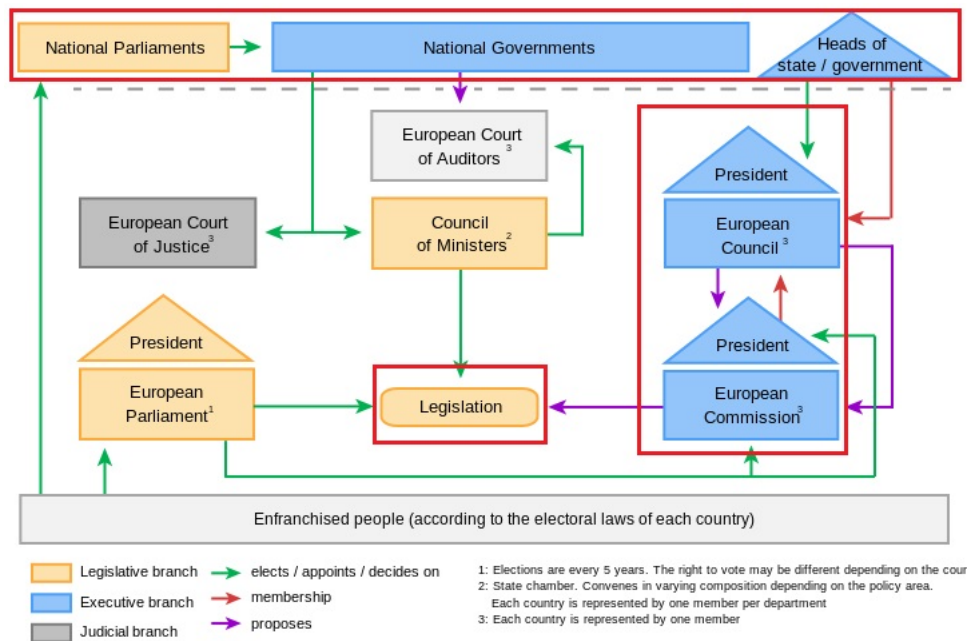 National Parliaments
National Governments
Heads of
state / government
European Court
of Auditors 3
President
European Court
of Justice 3
Council
of Ministers 2
European
Council 3
President
President
European
Parliament 1
Legislation
European
Commission 3
Enfranchised people (according to the electoral laws of each country)
Legislative branch
elects / appoints / decides on
1: Elections are every 5 years. The right to vote may be different depending on the cour
Executive branch
membership
2: State chamber. Convenes in varying composition depending on the policy area.
Each country is represented by one member per department
Judicial branch
proposes
3: Each country is represented by one member